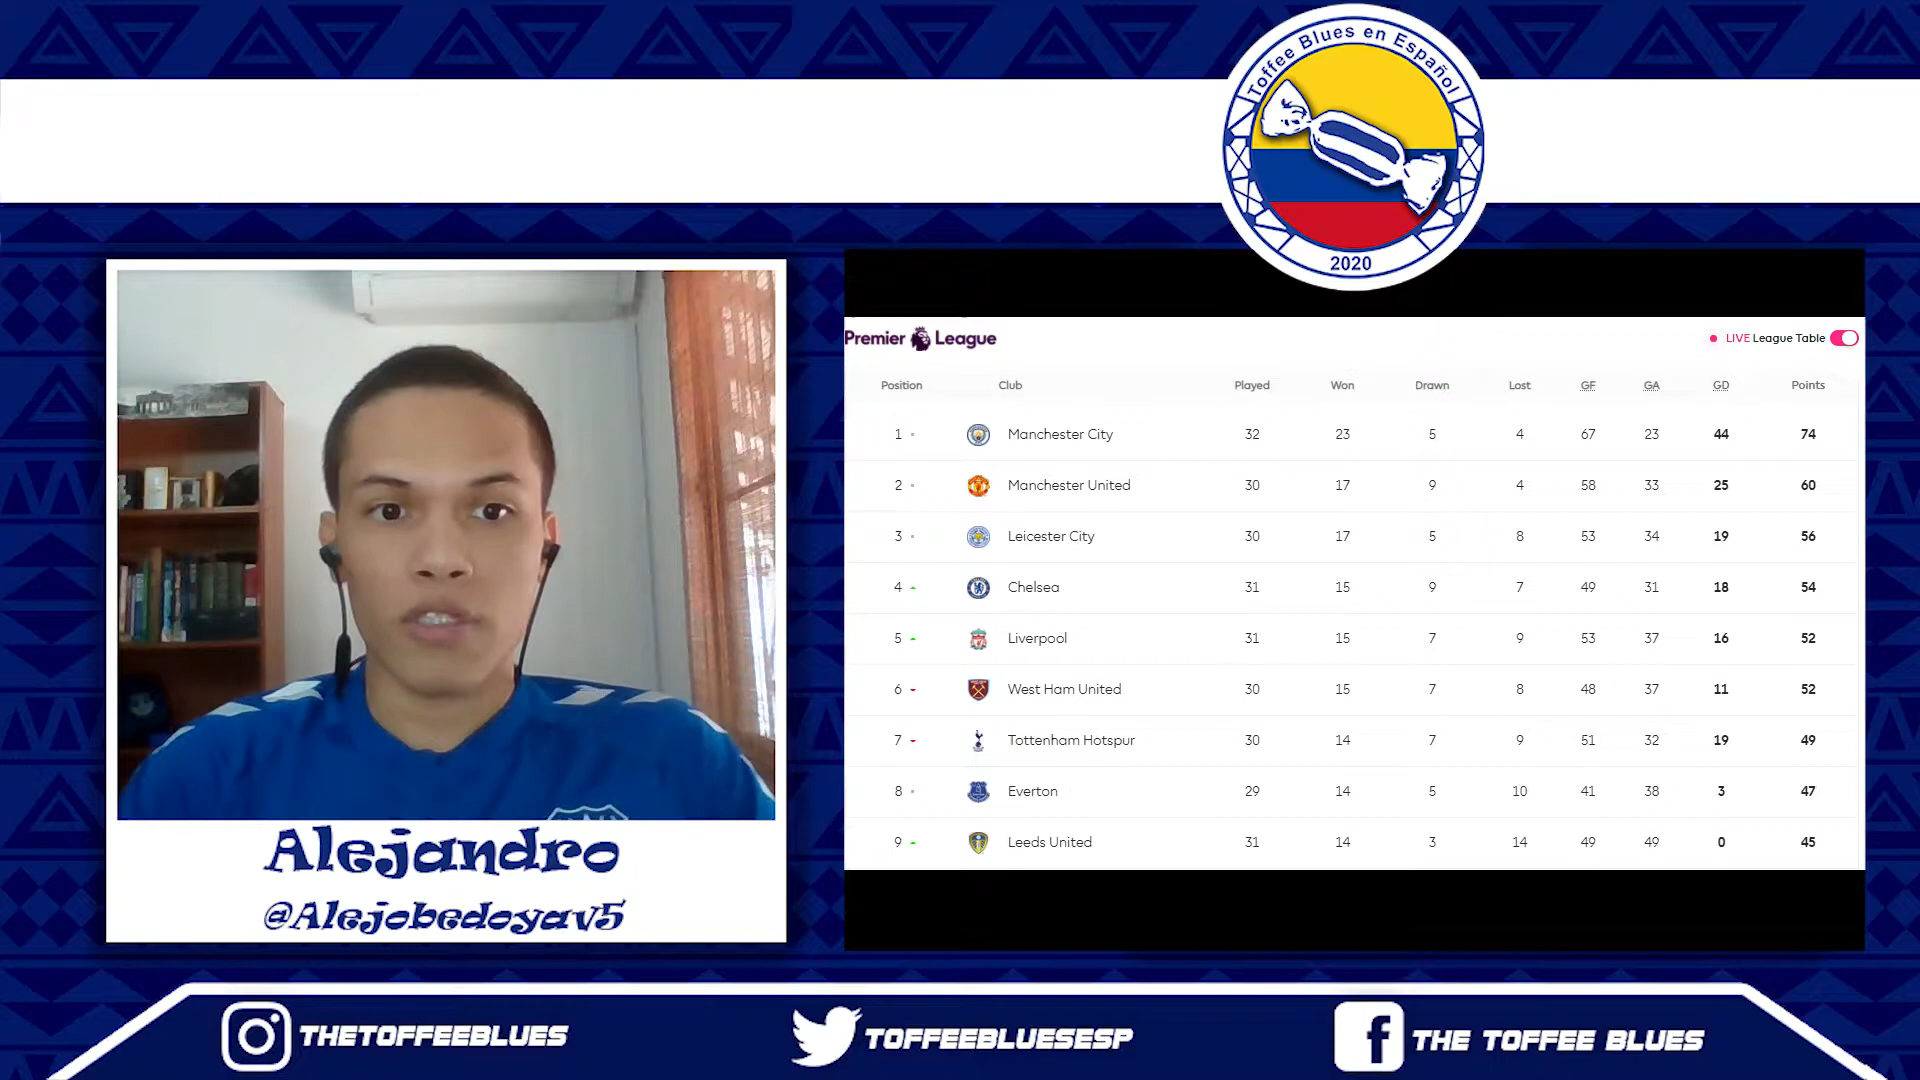 Toffee Blues en Español
2020
Premier League
LIVE League Table
Position Club Played Won Drawn Lost GF GA GD Points
1 Manchester City 32 23 5 4 67 23 44 74
2 Manchester United 30 17 9 4 58 33 25 60
3 Leicester City 30 17 5 8 53 34 19 56
4 Chelsea 31 15 9 7 49 31 18 54
5 Liverpool 31 15 7 9 53 37 16 52
6 West Ham United 30 15 7 8 48 37 11 52
7 Tottenham Hotspur 30 14 7 9 51 32 19 49
8 Everton 29 14 5 10 41 38 3 47
9 Leeds United 31 14 3 14 49 49 0 45
Alejandro
@Alejobedoyav5
THETOFFEEBLUES
TOFFEEBLUESESP
THE TOFFEE BLUES